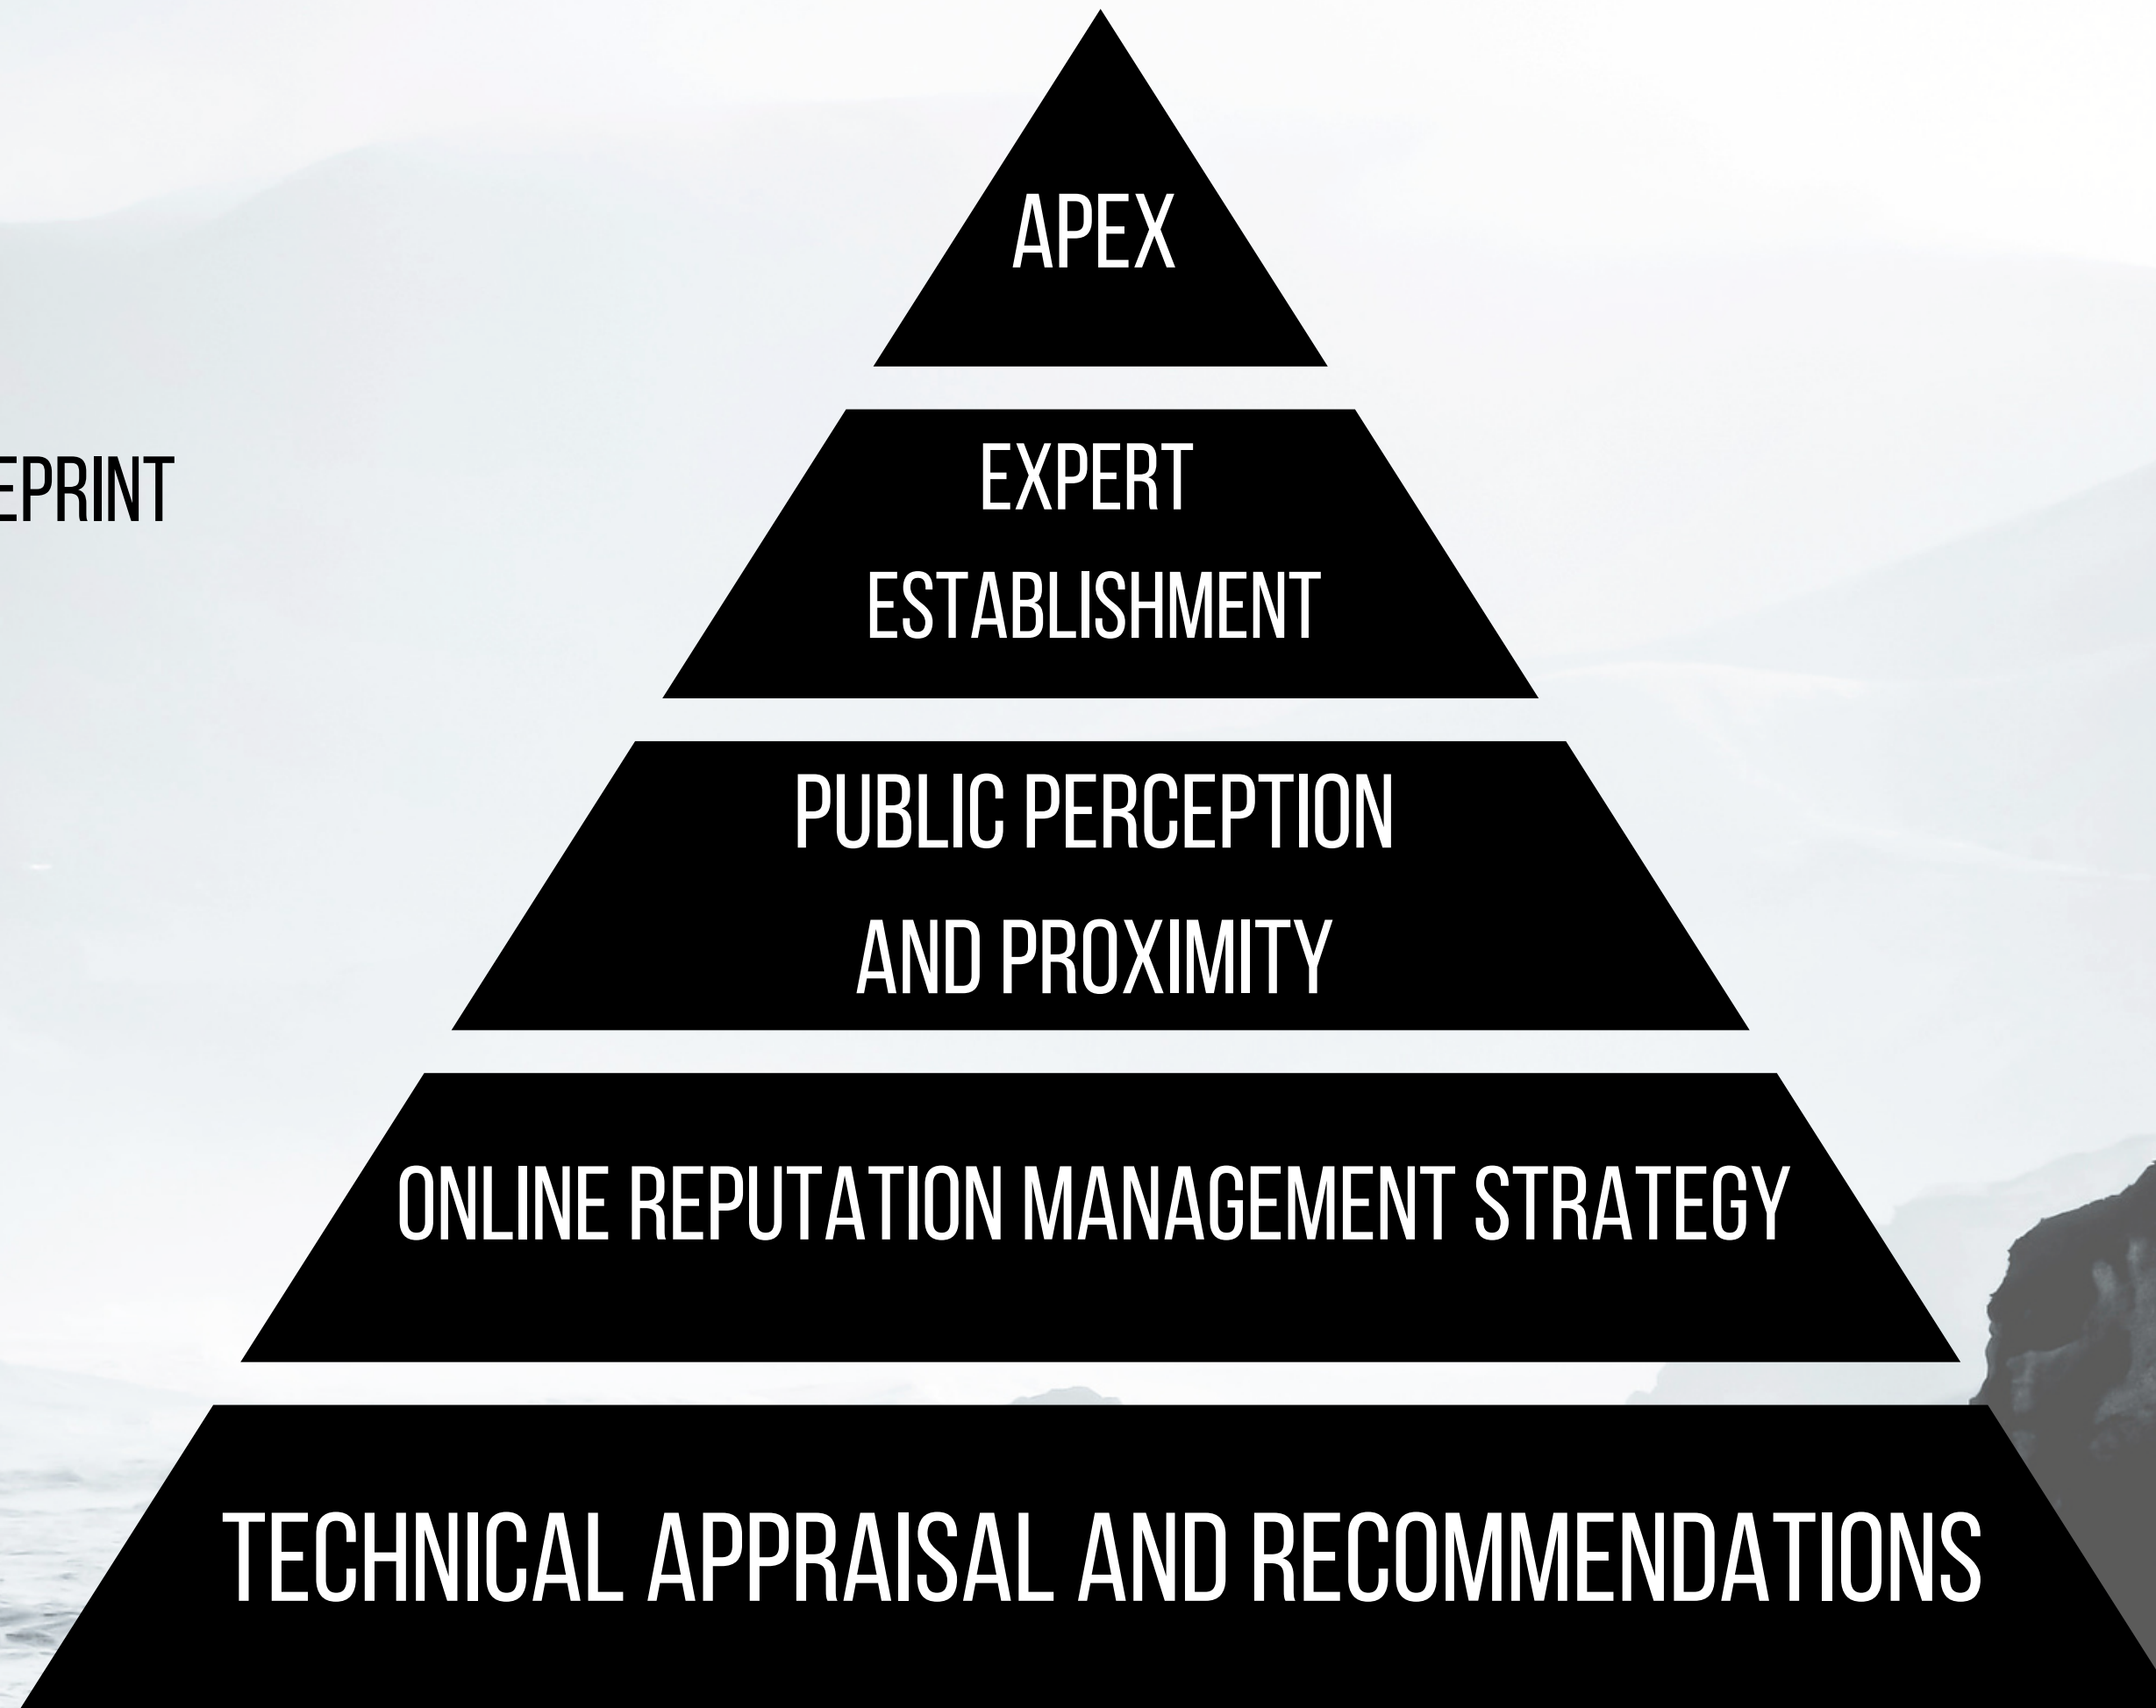 APEX
EXPERT
ESTABLISHMENT
EPRINT
PUBLIC PERCEPTION
AND PROXIMITY
ONLINE REPUTATION MANAGEMENT STRATEGY
TECHNICAL APPRAISAL AND RECOMMENDATIONS